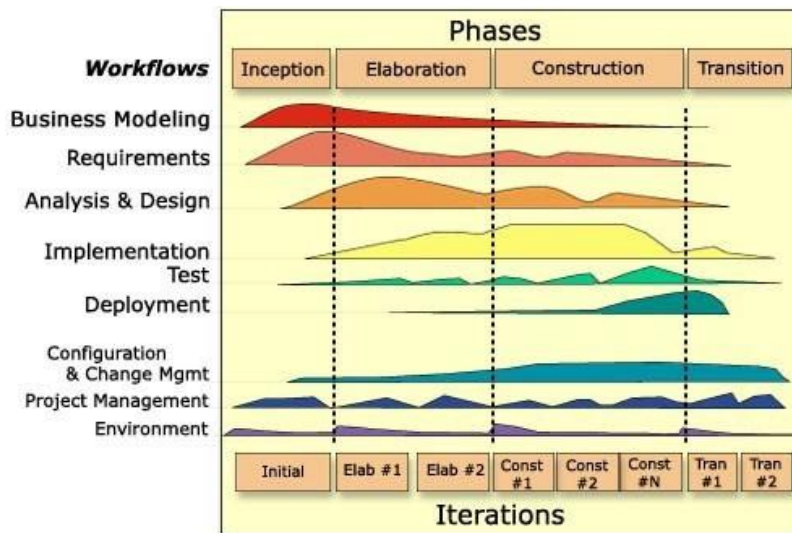 Phases
Workflows
Inception
Elaboration
Construction
Transition
Business Modeling
Requirements
Analysis & Design
Implementation
Test
Deployment
Configuration
& Change Mgmt
Project Management
Environment
Initial
Elab #1
Elab #2
Const
#1
Const
#2
Const
#N
Tran
#1
Tran
#2
Iterations